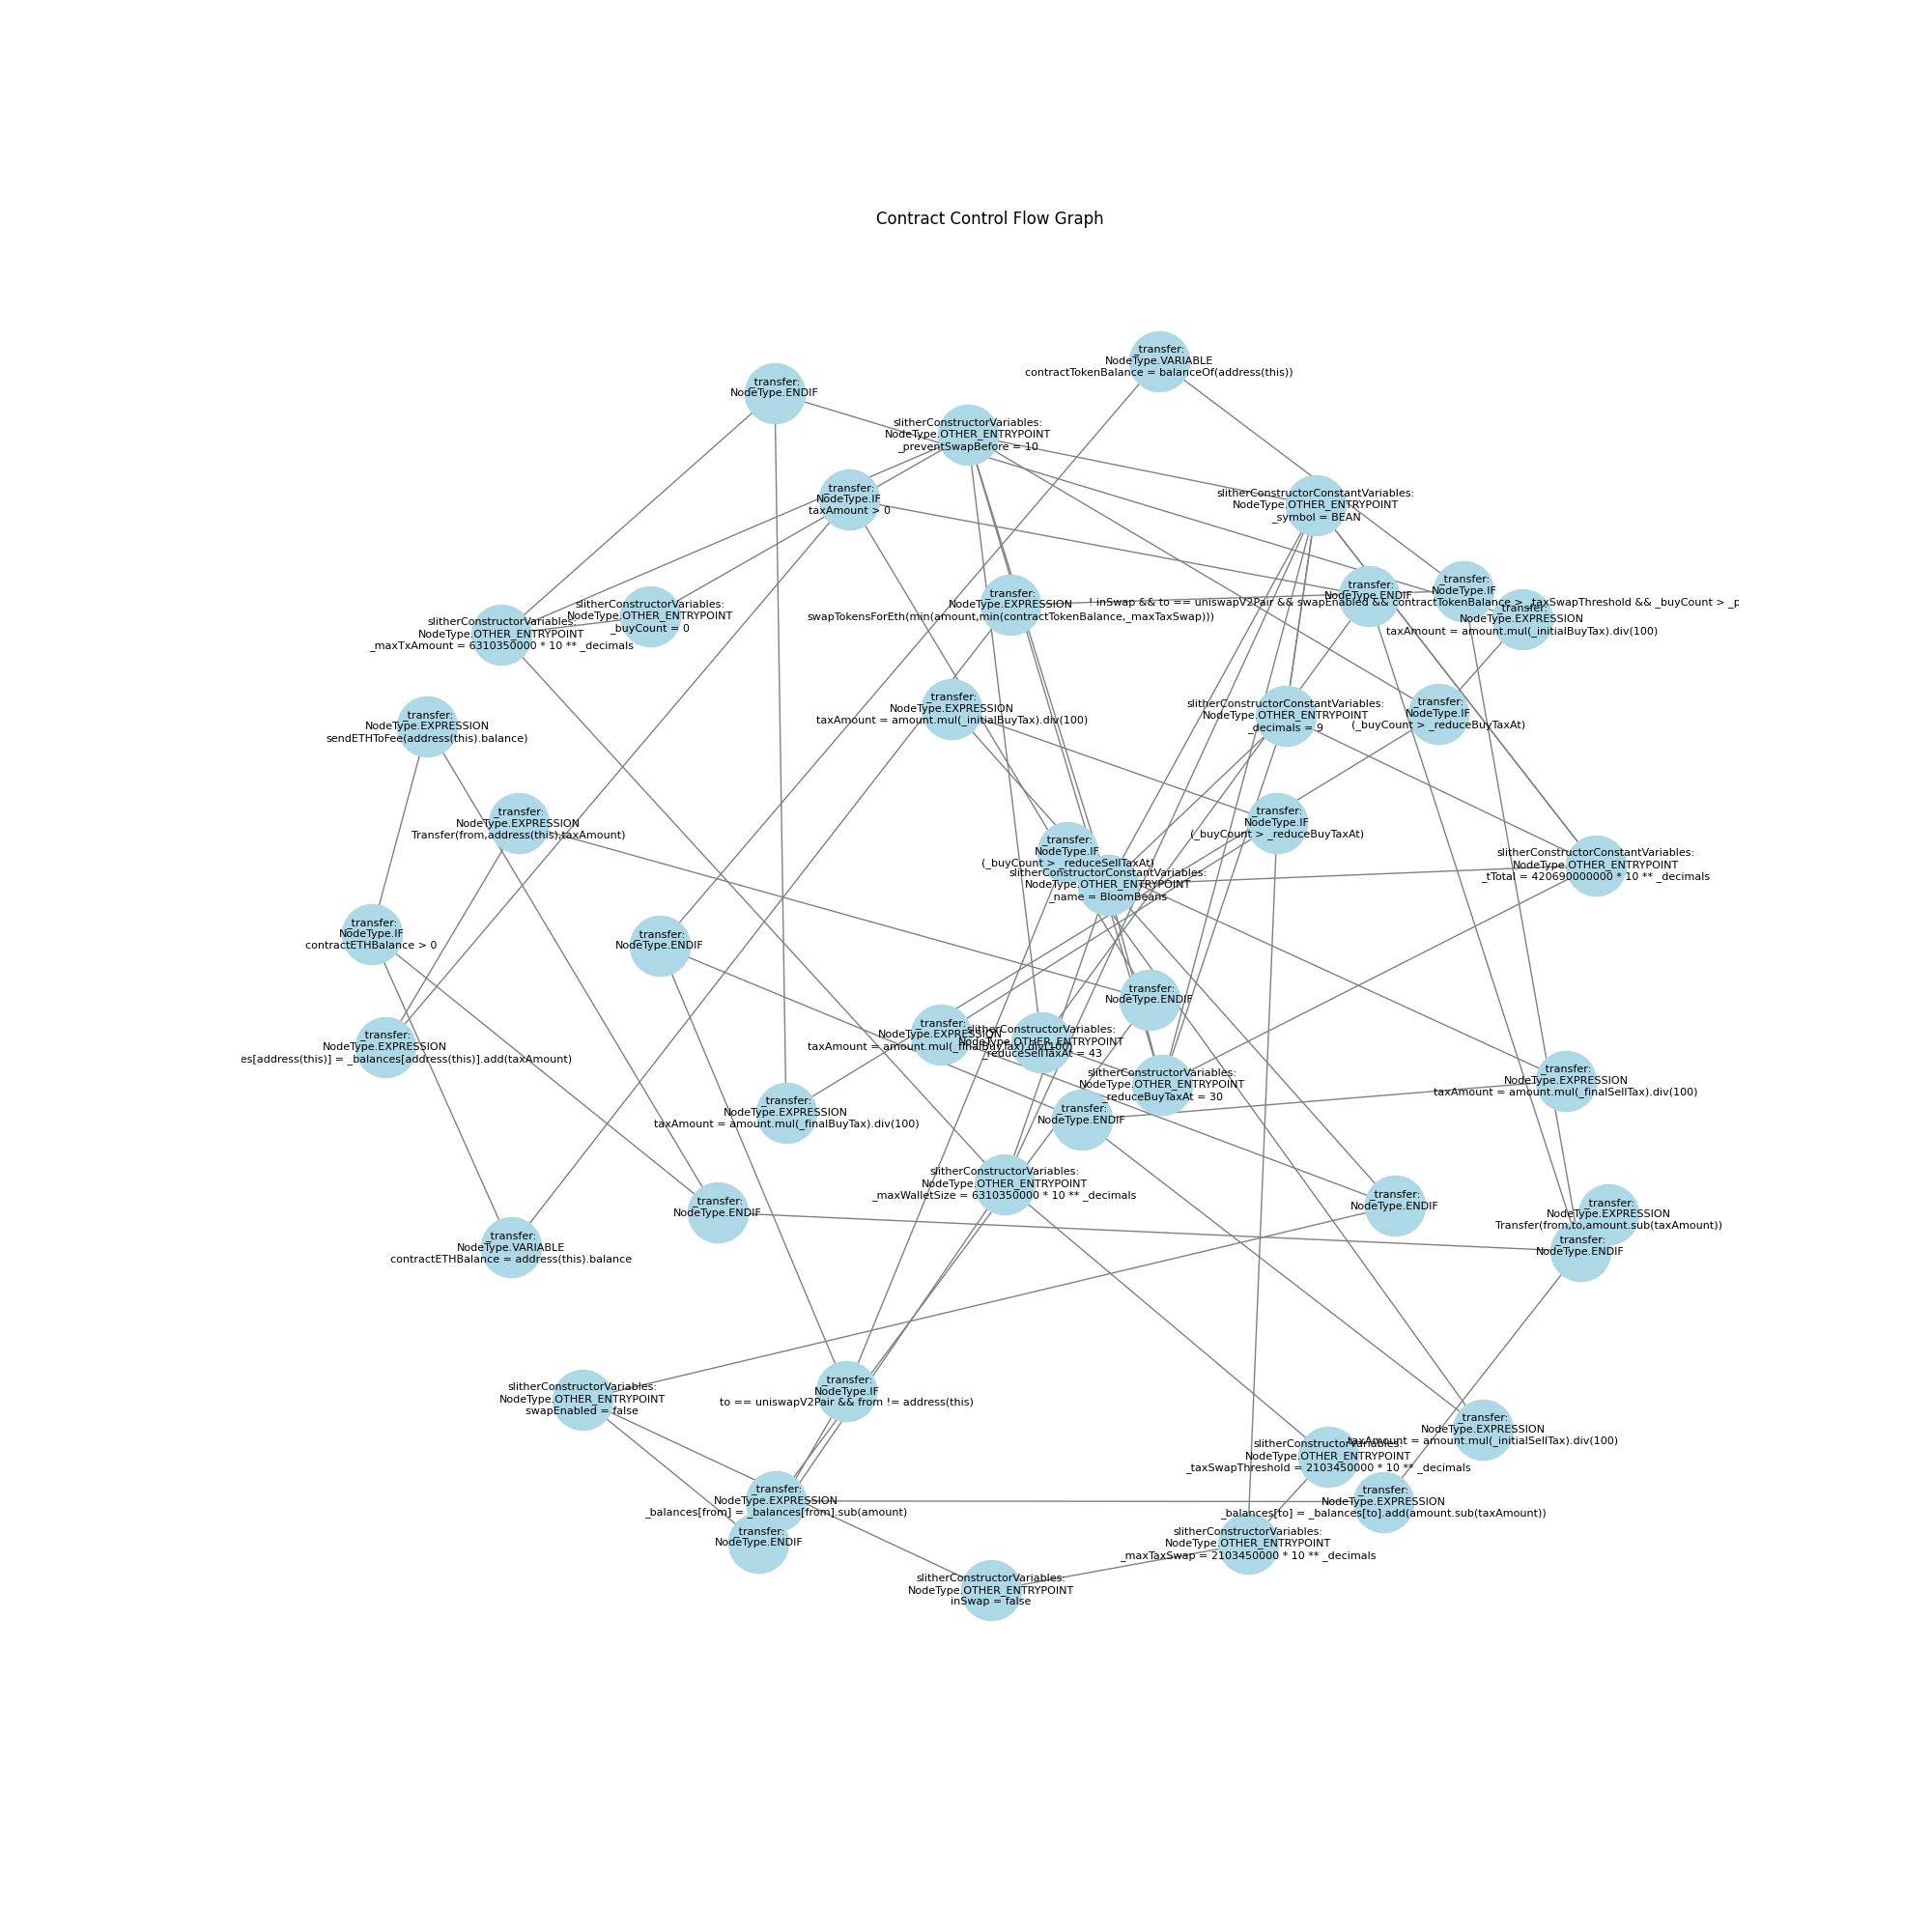 Contract Control Flow Graph
_transfer:
NodeType.VARIABLE
contractTokenBalance = balanceOf(address(this))
_transfer:
NodeType.ENDIF
slitherConstructorVariables:
NodeType.OTHER_ENTRYPOINT
_preventSwapBefore = 10
_transfer:
NodeType.IF
taxAmount > 0
slitherConstructorConstantVariables:
NodeType.OTHER_ENTRYPOINT
_symbol = BEAN
_transfer:
NodeType.EXPRESSION
swapTokensForEth(min(amount,min(contractTokenBalance,_maxTaxSwap)))
_transfer:
NodeType.ENDIF
_transfer:
NodeType.IF
! inSwap && to == uniswapV2Pair && swapEnabled && contractTokenBalance > _taxSwapThreshold && _buyCount > _p
_transfer:
NodeType.EXPRESSION
taxAmount = amount.mul(_initialBuyTax).div(100)
slitherConstructorVariables:
NodeType.OTHER_ENTRYPOINT
_buyCount = 0
slitherConstructorVariables:
NodeType.OTHER_ENTRYPOINT
_maxTxAmount = 6310350000 * 10 ** _decimals
_transfer:
NodeType.EXPRESSION
taxAmount = amount.mul(_initialBuyTax).div(100)
slitherConstructorConstantVariables:
NodeType.OTHER_ENTRYPOINT
_decimals = 9
_transfer:
NodeType.IF
(_buyCount > _reduceBuyTaxAt)
_transfer:
NodeType.EXPRESSION
sendETHToFee(address(this).balance)
_transfer:
NodeType.EXPRESSION
Transfer(from,address(this),taxAmount)
_transfer:
NodeType.IF
(_buyCount > _reduceBuyTaxAt)
_transfer:
NodeType.IF
(_buyCount > _reduceSellTaxAt)
slitherConstructorConstantVariables:
NodeType.OTHER_ENTRYPOINT
_name = BloomBeans
slitherConstructorConstantVariables:
NodeType.OTHER_ENTRYPOINT
_tTotal = 420690000000 * 10 ** _decimals
_transfer:
NodeType.IF
contractETHBalance > 0
_transfer:
NodeType.ENDIF
_transfer:
NodeType.ENDIF
_transfer:
NodeType.EXPRESSION
taxAmount = amount.mul(_finalBuyTax).div(100)
slitherConstructorVariables:
NodeType.OTHER_ENTRYPOINT
_reduceSellTaxAt = 43
_transfer:
NodeType.EXPRESSION
es[address(this)] = _balances[address(this)].add(taxAmount)
slitherConstructorVariables:
NodeType.OTHER_ENTRYPOINT
_reduceBuyTaxAt = 30
_transfer:
NodeType.EXPRESSION
taxAmount = amount.mul(_finalSellTax).div(100)
_transfer:
NodeType.EXPRESSION
taxAmount = amount.mul(_finalBuyTax).div(100)
_transfer:
NodeType.ENDIF
slitherConstructorVariables:
NodeType.OTHER_ENTRYPOINT
_maxWalletSize = 6310350000 * 10 ** _decimals
_transfer:
NodeType.ENDIF
_transfer:
NodeType.ENDIF
_transfer:
NodeType.EXPRESSION
Transfer(from,to,amount.sub(taxAmount))
_transfer:
NodeType.ENDIF
_transfer:
NodeType.VARIABLE
contractETHBalance = address(this).balance
slitherConstructorVariables:
NodeType.OTHER_ENTRYPOINT
swapEnabled = false
_transfer:
NodeType.IF
to == uniswapV2Pair && from != address(this)
_transfer:
NodeType.EXPRESSION
taxAmount = amount.mul(_initialSellTax).div(100)
slitherConstructorVariables:
NodeType.OTHER_ENTRYPOINT
_taxSwapThreshold = 2103450000 * 10 ** _decimals
_transfer:
NodeType.EXPRESSION
_balances[from] = _balances[from].sub(amount)
_transfer:
NodeType.EXPRESSION
_balances[to] = _balances[to].add(amount.sub(taxAmount))
_transfer:
NodeType.ENDIF
slitherConstructorVariables:
NodeType.OTHER_ENTRYPOINT
_maxTaxSwap = 2103450000 * 10 ** _decimals
slitherConstructorVariables:
NodeType.OTHER_ENTRYPOINT
inSwap = false